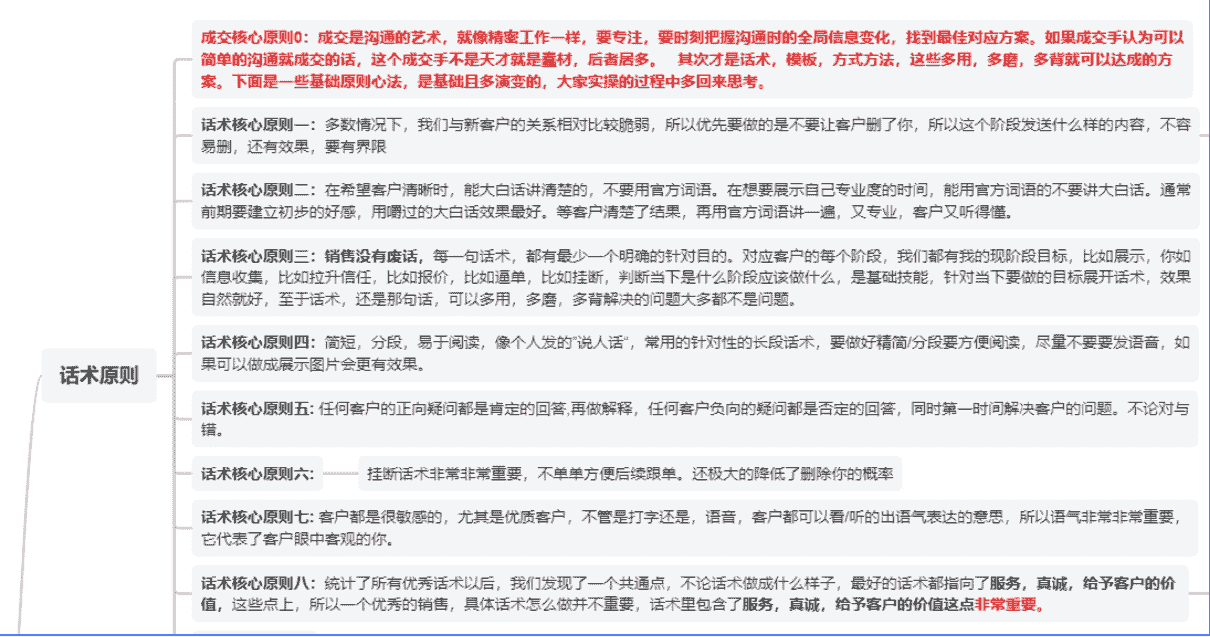 成交核心原则0：成交是沟通的艺术，就像精密工作一样，要专注，要时刻把握沟通时的全局信息变化，找到最佳对应方案。如果成交手认为可以
简单的沟通就成交的话，这个成交手不是天才就是蠢材，后者居多。 其次才是话术，模板，方式方法，这些多用，多磨，多背就可以达成的方
案。下面是一些基础原则心法，是基础且多演变的，大家实操的过程中多回来思考。
话术核心原则一：多数情况下，我们与新客户的关系相对比较脆弱，所以优先要做的是不要让客户删了你，所以这个阶段发送什么样的内容，不容
易删，还有效果，要有界限
话术核心原则二：在希望客户清晰时，能大白话讲清楚的，不要用官方词语。在想要展示自己专业度的时间，能用官方词语的不要讲大白话。通常
前期要建立初步的好感，用嚼过的大白话效果最好。等客户清楚了结果，再用官方词语讲一遍，又专业，客户又听得懂。
话术核心原则三：销售没有废话，每一句话术，都有最少一个明确的针对目的。对应客户的每个阶段，我们都有我的现阶段目标，比如展示，你如
信息收集，比如拉升信任，比如报价，比如逼单，比如挂断，判断当下是什么阶段应该做什么，是基础技能，针对当下要做的目标展开话术，效果
自然就好，至于话术，还是那句话，可以多用，多磨，多背解决的问题大多都不是问题。
话术原则
话术核心原则四：简短，分段，易于阅读，像个人发的"说人话"，常用的针对性的长段话术，要做好精简/分段要方便阅读，尽量不要要发语音，如
果可以做成展示图片会更有效果。
话术核心原则五: 任何客户的正向疑问都是肯定的回答,再做解释，任何客户负向的疑问都是否定的回答，同时第一时间解决客户的问题。不论对与
错。
话术核心原则六: 挂断话术非常非常重要，不单单方便后续跟单。还极大的降低了删除你的概率
话术核心原则七: 客户都是很敏感的，尤其是优质客户，不管是打字还是，语音，客户都可以看/听的出语气表达的意思，所以语气非常非常重要，
它代表了客户眼中客观的你。
话术核心原则八：统计了所有优秀话术以后，我们发现了一个共通点，不论话术做成什么样子，最好的话术都指向了服务，真诚，给予客户的价
值，这些点上，所以一个优秀的销售，具体话术怎么做并不重要，话术里包含了服务，真诚，给予客户的价值这点非常重要。